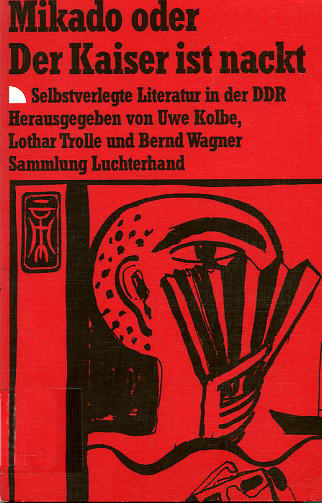 Mikado oder
Der Kaiser ist nackt
Selbstverlegte Literatur in der DDR
Herausgegeben von Uwe Kolbe,
Lothar Trolle und Bernd Wagner
Sammlung Luchterhand